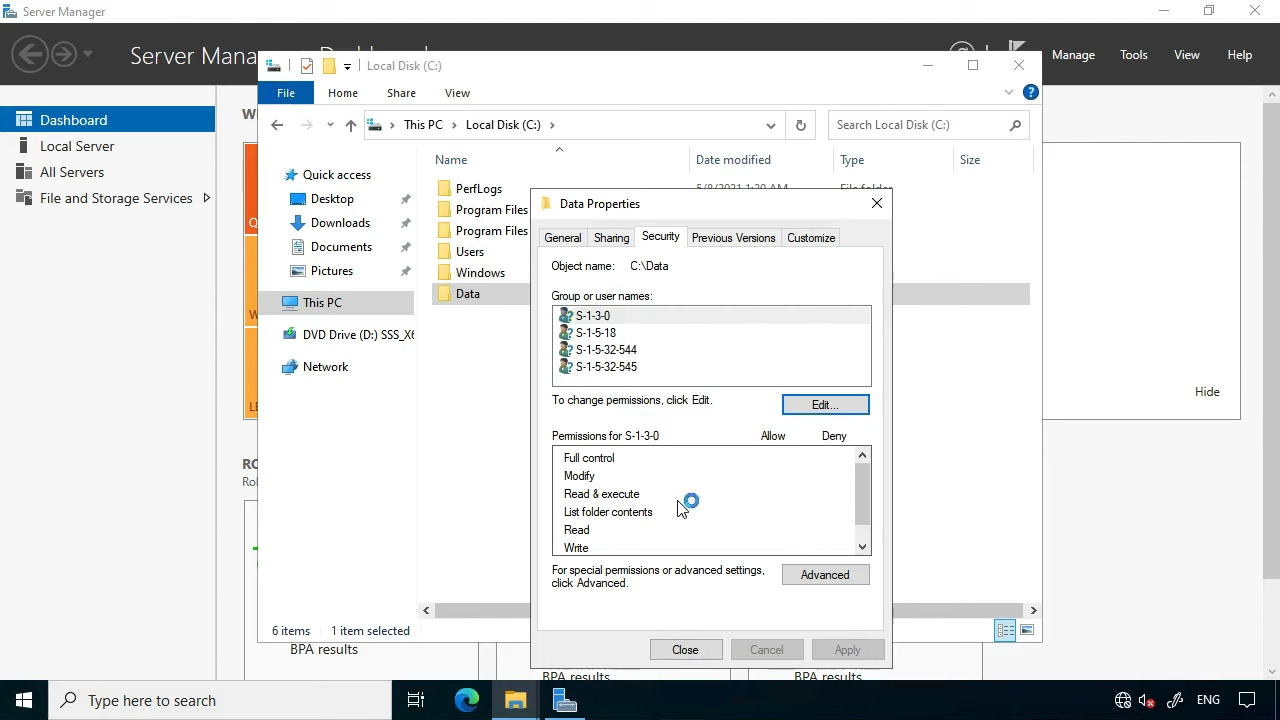 Server Manager
Server Manager
Manage
Tools
View
Help
Local Disk (C:)
File
Home
Share
View
This PC
Local Disk (C:)
Search Local Disk (C:)
Dashboard
Local Server
All Servers
File and Storage Services
Quick access
Desktop
Downloads
Documents
Pictures
This PC
DVD Drive (D:) SSS_X6
Network
Name
Date modified
Type
Size
PerfLogs
Program Files
Program Files
Users
Windows
Data
Data Properties
General
Sharing
Security
Previous Versions
Customize
Object name: C:\Data
Group or user names:
S-1-3-0
S-1-5-18
S-1-5-32-544
S-1-5-32-545
To change permissions, click Edit.
Edit...
Permissions for S-1-3-0
Allow
Deny
Full control
Modify
Read & execute
List folder contents
Read
Write
For special permissions or advanced settings,
click Advanced.
Advanced
Close
Cancel
Apply
Hide
6 items
1 item selected
BPA results
BPA results
BPA results
Type here to search
ENG